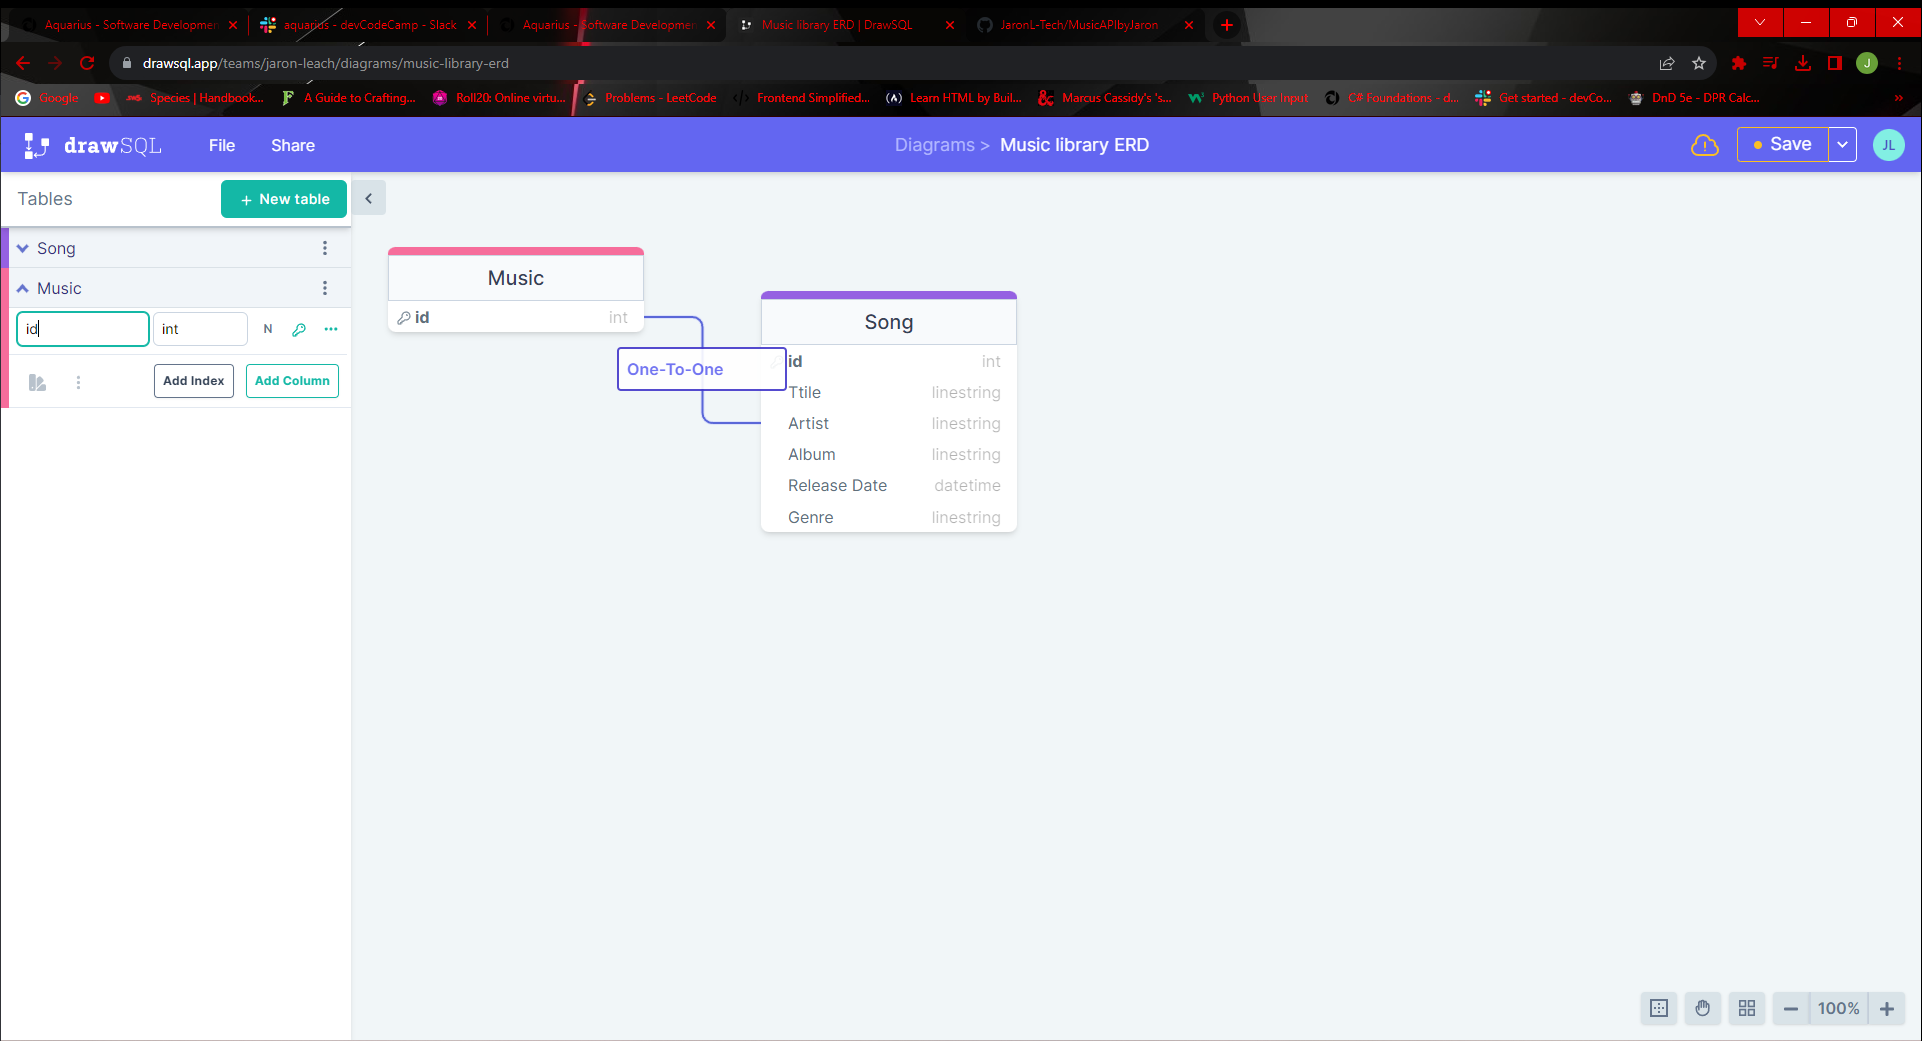 Aquarius - Software Developmen
aquarius - devCodeCamp - Slack
Aquarius - Software Developmen
Music library ERD | DrawSQL
JaronL-Tech/MusicAPIbyJaron
drawsql.app/teams/jaron-leach/diagrams/music-library-erd
J
Google
Species | Handbook...
A Guide to Crafting...
Roll20: Online virtu...
Problems - LeetCode
Frontend Simplified...
Learn HTML by Buil...
Marcus Cassidy's 's...
Python User Input
C# Foundations - d...
Get started - devCo...
DnD 5e - DPR Calc...
drawSQL
File
Share
Diagrams > Music library ERD
Save
JL
Tables
+ New table
Song
Music
id
int
N
Add Index
Add Column
Music
id int
One-To-One
Song
id int
Ttile linestring
Artist linestring
Album linestring
Release Date datetime
Genre linestring
100%